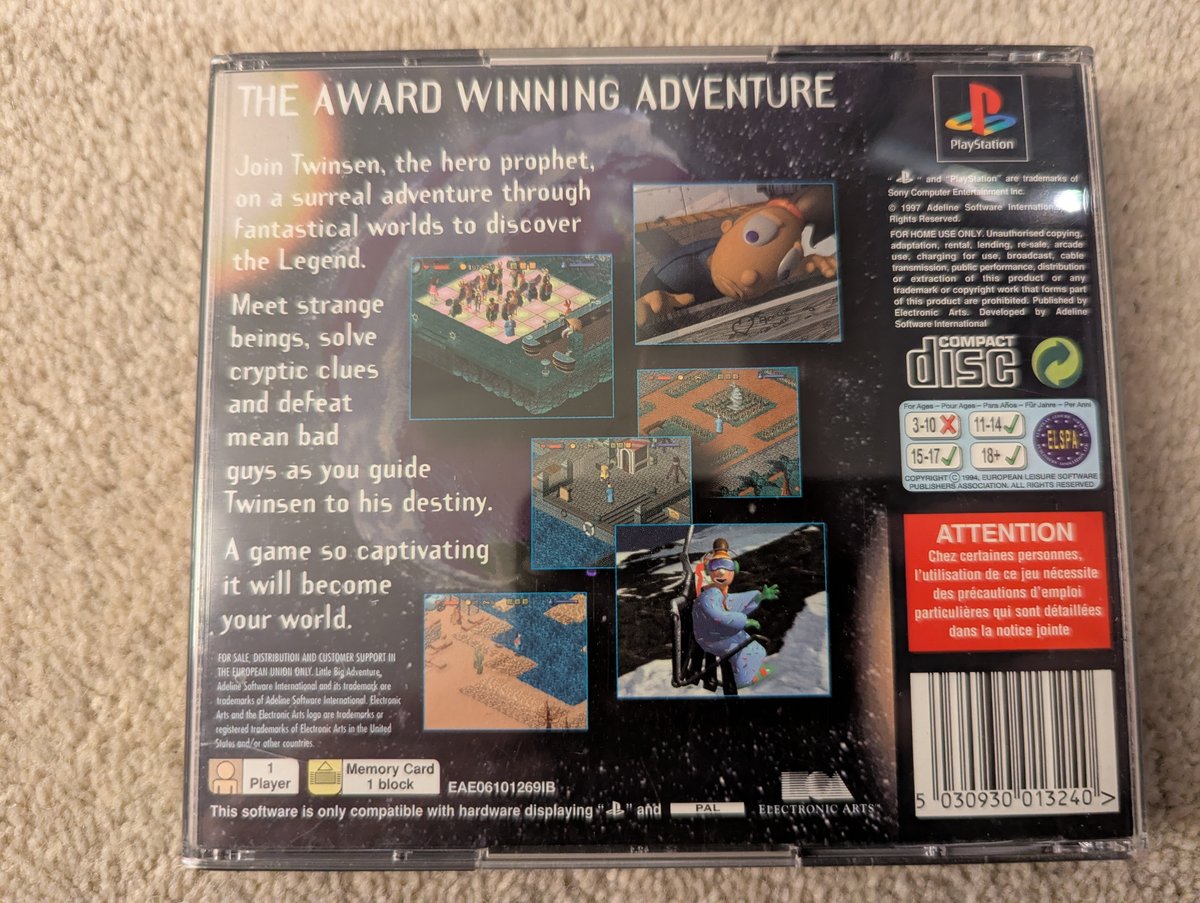 THE AWARD WINNING ADVENTURE
Join Twinsen, the hero prophet,
on a surreal adventure through
fantastical worlds to discover
the Legend.
Meet strange
beings, solve
cryptic clues
and defeat
mean bad
guys as you guide
Twinsen to his destiny.
A game so captivating
it will become
your world.
FOR SALE, DISTRIBUTION AND CUSTOMER SUPPORT IN
THE EUROPEAN UNION ONLY. Little Big Adventure,
Adeline Software International and its trademark are
trademarks of Adeline Software International. Electronic
Arts and the Electronic Arts logo are trademarks or
registered trademarks of Electronic Arts in the United
States and/or other countries.
1
Player
Memory Card
1 block
EAE06101269IB
This software is only compatible with hardware displaying " " and PAL
ELECTRONIC ARTS™
PlayStation
" " and "PlayStation" are trademarks of
Sony Computer Entertainment Inc.
© 1997 Adeline Software International.
Rights Reserved.
FOR HOME USE ONLY. Unauthorised copying,
adaptation, rental, lending, re-sale, arcade
use, charging for use, broadcast, cable
transmission, public performance, distribution
or extraction of this product or any
trademark or copyright work that forms
part of this product are prohibited. Published by
Electronic Arts. Developed by Adeline
Software International
COMPACT
disc
For Ages – Pour Ages – Para Años – Für Jahre – Per Anni
3-10 11-14
15-17 18+
ELSPA
COPYRIGHT © 1994, EUROPEAN LEISURE SOFTWARE
PUBLISHERS ASSOCIATION. ALL RIGHTS RESERVED
ATTENTION
Chez certaines personnes,
l'utilisation de ce jeu nécessite
des précautions d'emploi
particulières qui sont détaillées
dans la notice jointe
5 030930 013240 >